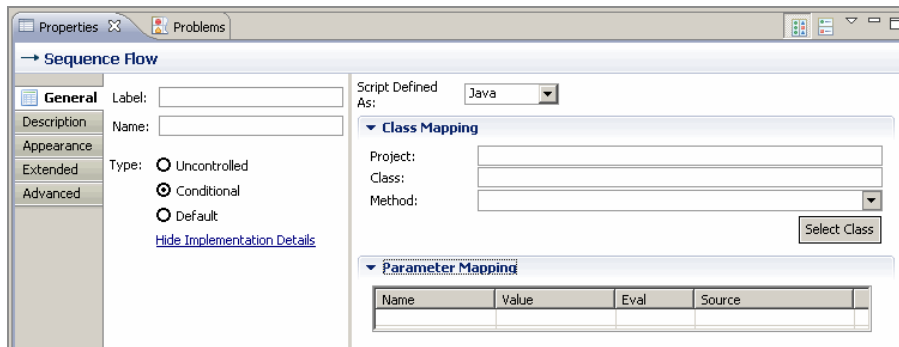 Properties
Problems
Sequence Flow
General
Description
Appearance
Extended
Advanced
Label:
Name:
Type:
Uncontrolled
Conditional
Default
Hide Implementation Details
Script Defined
As:
Java
Class Mapping
Project:
Class:
Method:
Select Class
Parameter Mapping
Name Value Eval Source